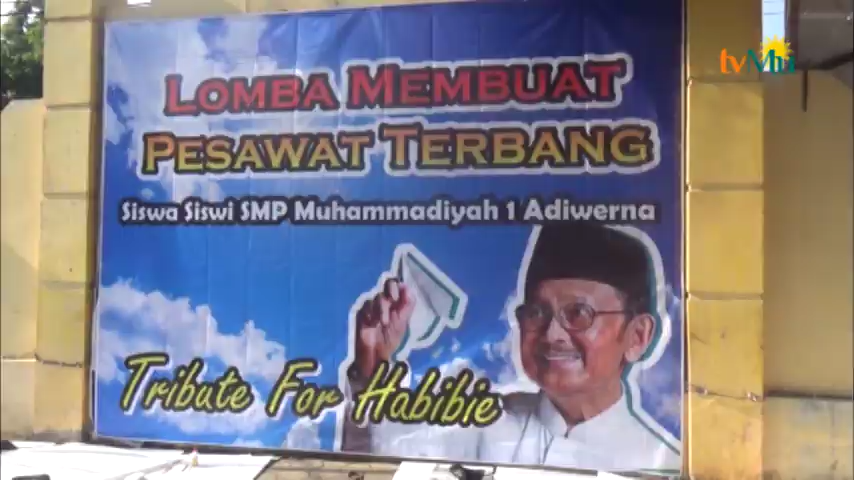 tvMu
LOMBA MEMBUAT
PESAWAT TERBANG
Siswa Siswi SMP Muhammadiyah 1 Adiwerna
Tribute For Habibie